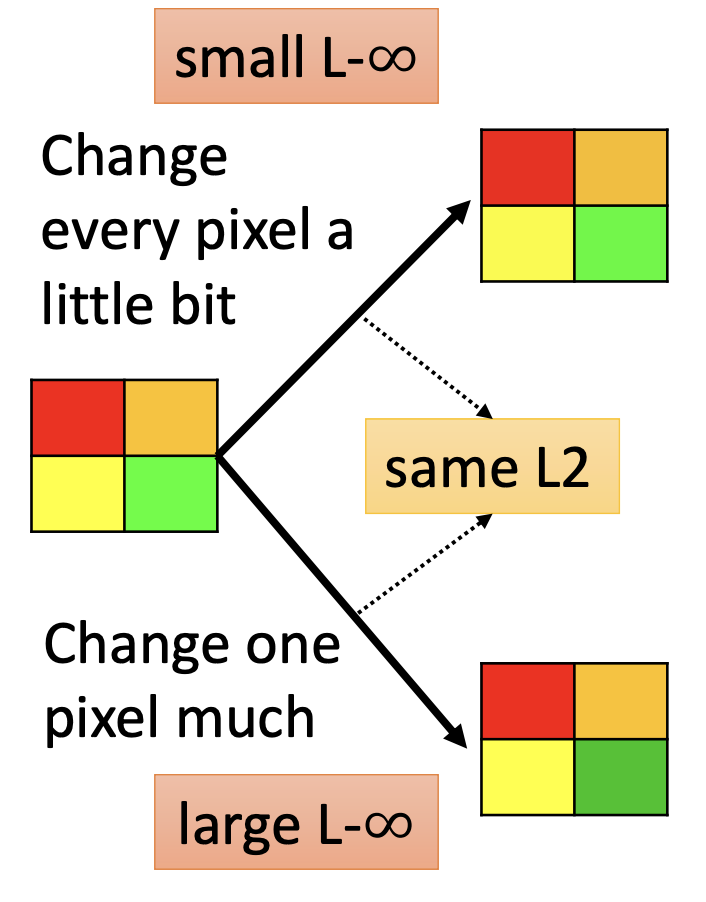 small L-∞
Change
every pixel a
little bit
same L2
Change one
pixel much
large L-∞